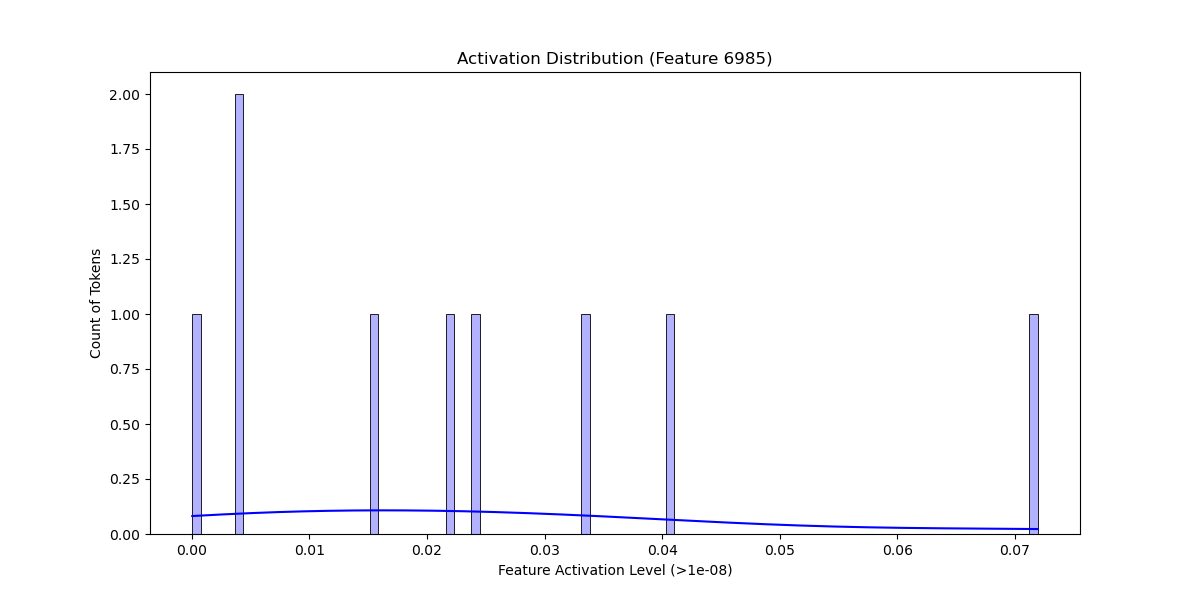 Activation Distribution (Feature 6985)
2.00
1.75
1.50
1.25
1.00
0.75
0.50
0.25
0.00
Count of Tokens
0.00 0.01 0.02 0.03 0.04 0.05 0.06 0.07
Feature Activation Level (>1e-08)